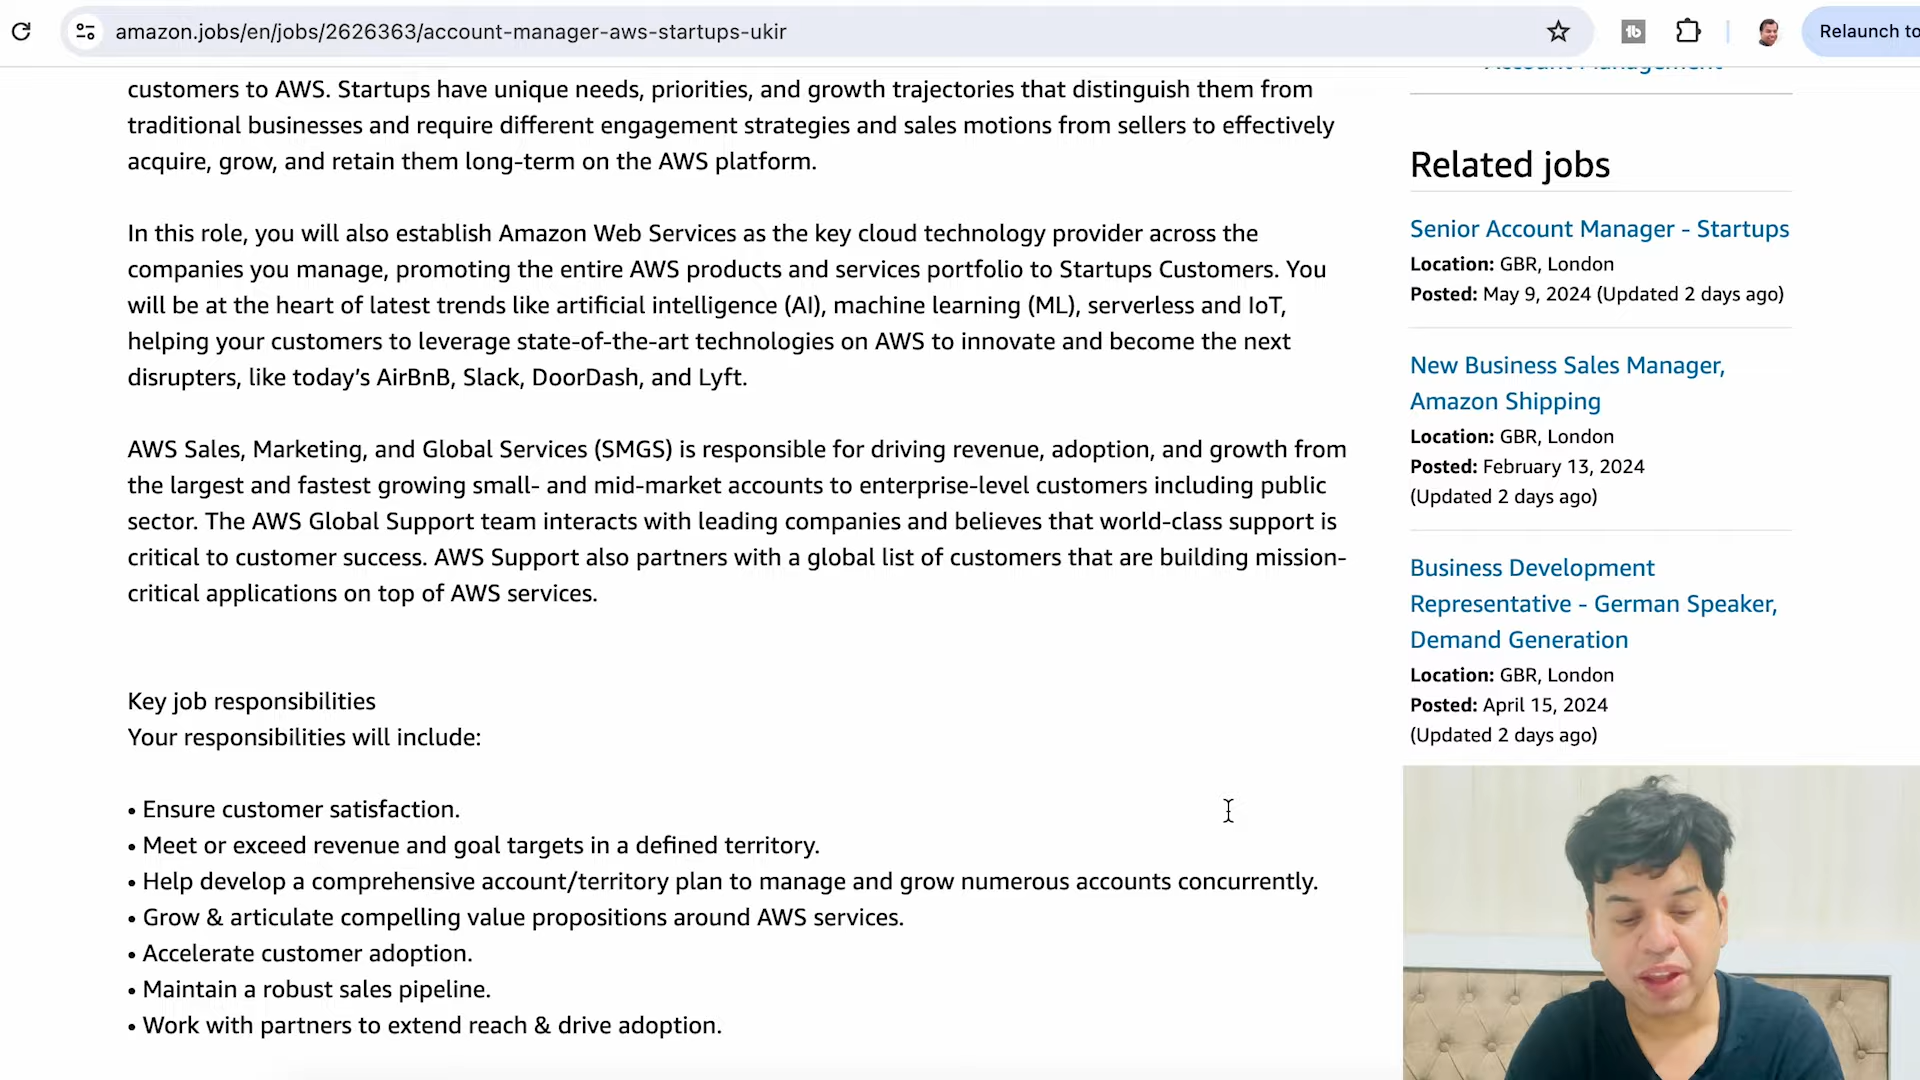 amazon.jobs/en/jobs/2626363/account-manager-aws-startups-ukir
Relaunch to
customers to AWS. Startups have unique needs, priorities, and growth trajectories that distinguish them from
traditional businesses and require different engagement strategies and sales motions from sellers to effectively
acquire, grow, and retain them long-term on the AWS platform.
In this role, you will also establish Amazon Web Services as the key cloud technology provider across the
companies you manage, promoting the entire AWS products and services portfolio to Startups Customers. You
will be at the heart of latest trends like artificial intelligence (AI), machine learning (ML), serverless and IoT,
helping your customers to leverage state-of-the-art technologies on AWS to innovate and become the next
disrupters, like today’s AirBnB, Slack, DoorDash, and Lyft.
AWS Sales, Marketing, and Global Services (SMGS) is responsible for driving revenue, adoption, and growth from
the largest and fastest growing small- and mid-market accounts to enterprise-level customers including public
sector. The AWS Global Support team interacts with leading companies and believes that world-class support is
critical to customer success. AWS Support also partners with a global list of customers that are building mission-
critical applications on top of AWS services.
Key job responsibilities
Your responsibilities will include:
• Ensure customer satisfaction.
• Meet or exceed revenue and goal targets in a defined territory.
• Help develop a comprehensive account/territory plan to manage and grow numerous accounts concurrently.
• Grow & articulate compelling value propositions around AWS services.
• Accelerate customer adoption.
• Maintain a robust sales pipeline.
• Work with partners to extend reach & drive adoption.
Account Management
Related jobs
Senior Account Manager - Startups
Location: GBR, London
Posted: May 9, 2024 (Updated 2 days ago)
New Business Sales Manager,
Amazon Shipping
Location: GBR, London
Posted: February 13, 2024
(Updated 2 days ago)
Business Development
Representative - German Speaker,
Demand Generation
Location: GBR, London
Posted: April 15, 2024
(Updated 2 days ago)